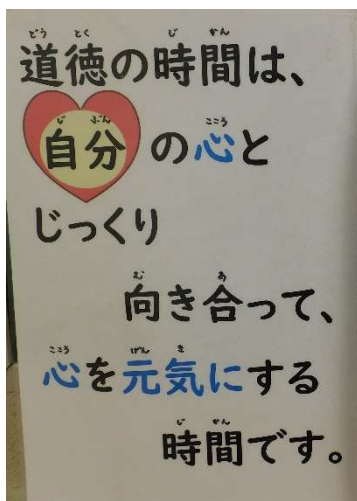 道徳の時間は、
自分の心と
じっくり
向き合って、
心を元気にする
時間です。